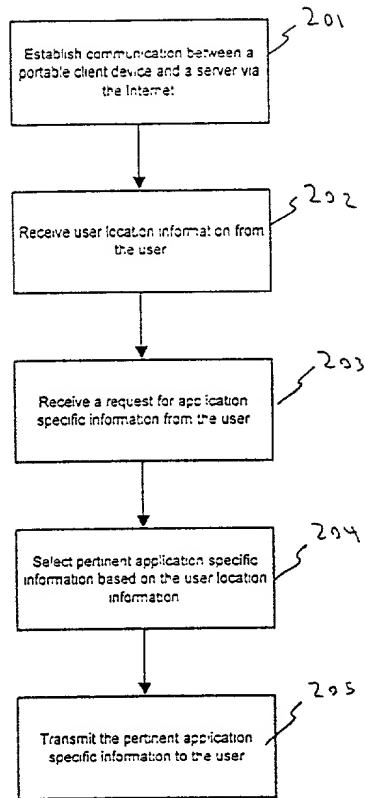 201
Establish communication between a
portable client device and a server via
the Internet
202
Receive user location information from
the user
203
Receive a request for application
specific information from the user
204
Select pertinent application specific
information based on the user location
information
205
Transmit the pertinent application
specific information to the user